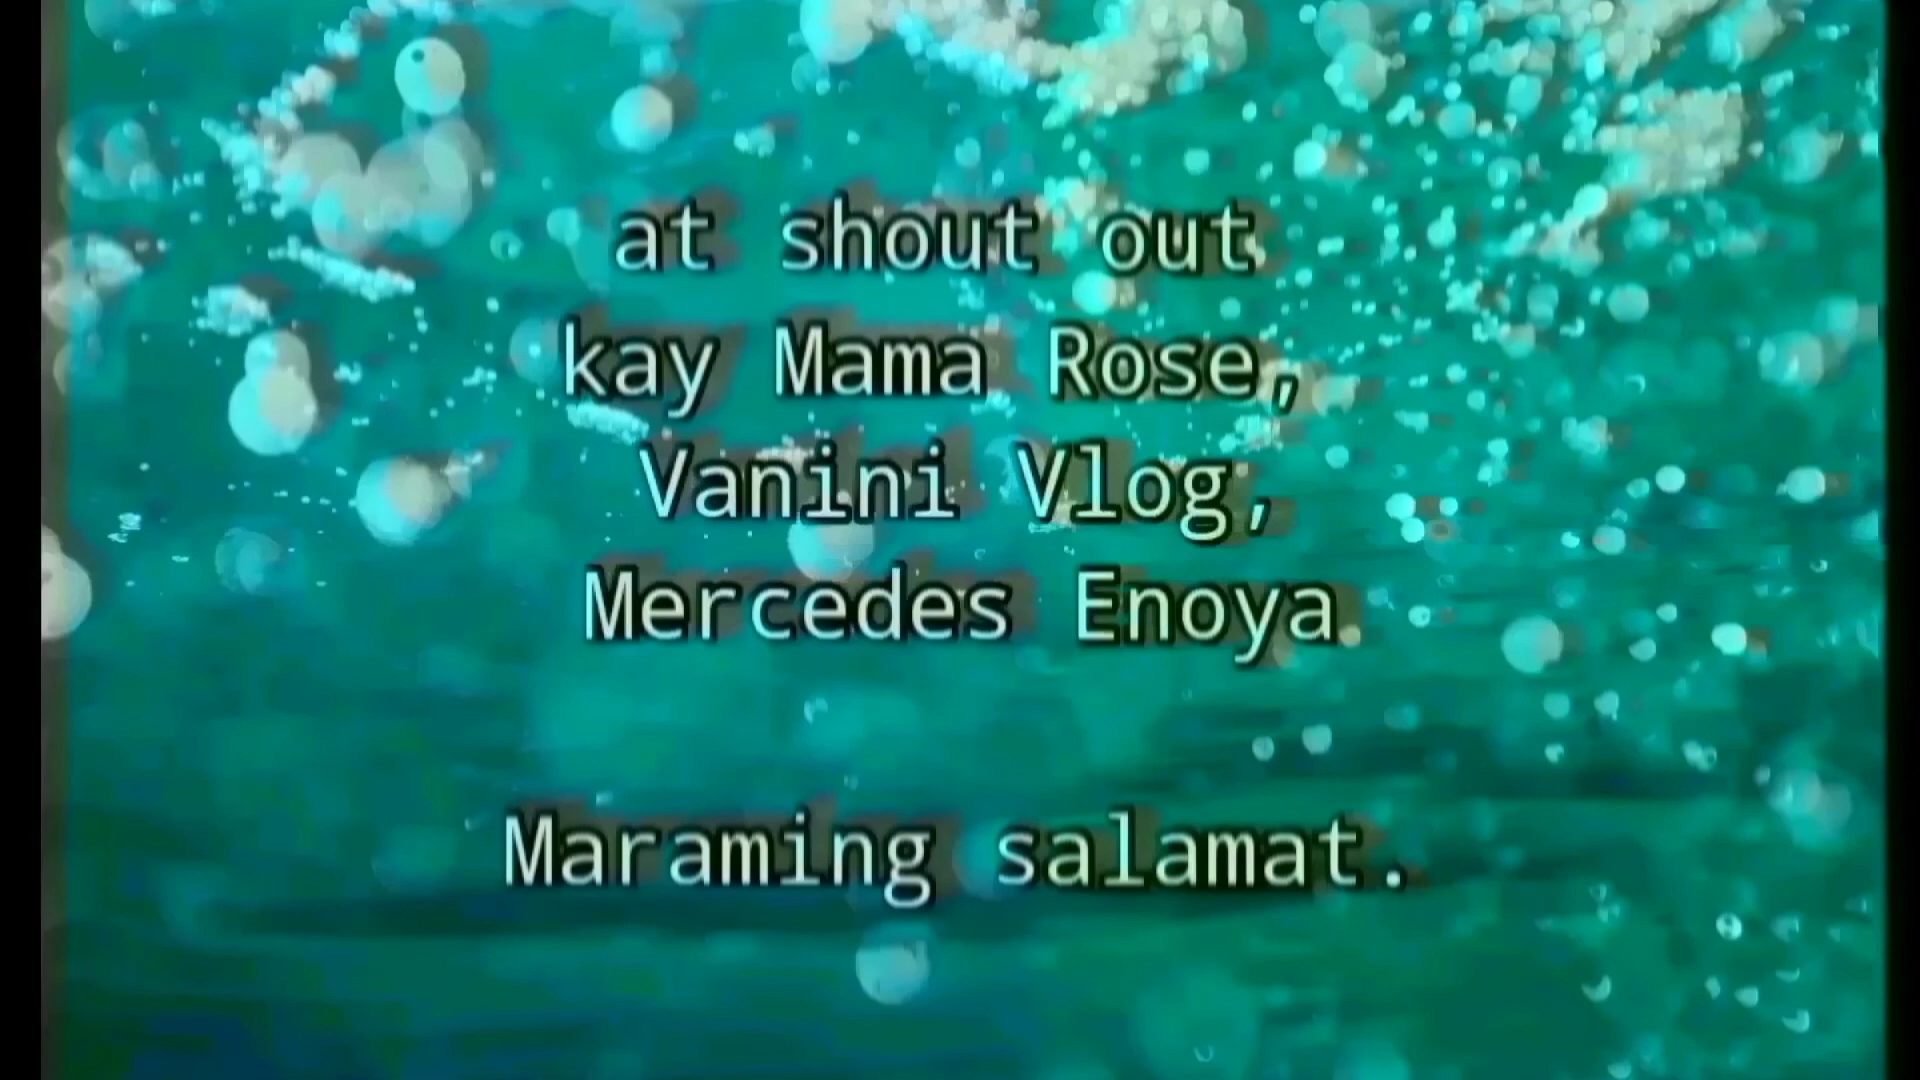 at shout out
kay Mama Rose,
Vanini Vlog,
Mercedes Enoya.
Maraming salamat.